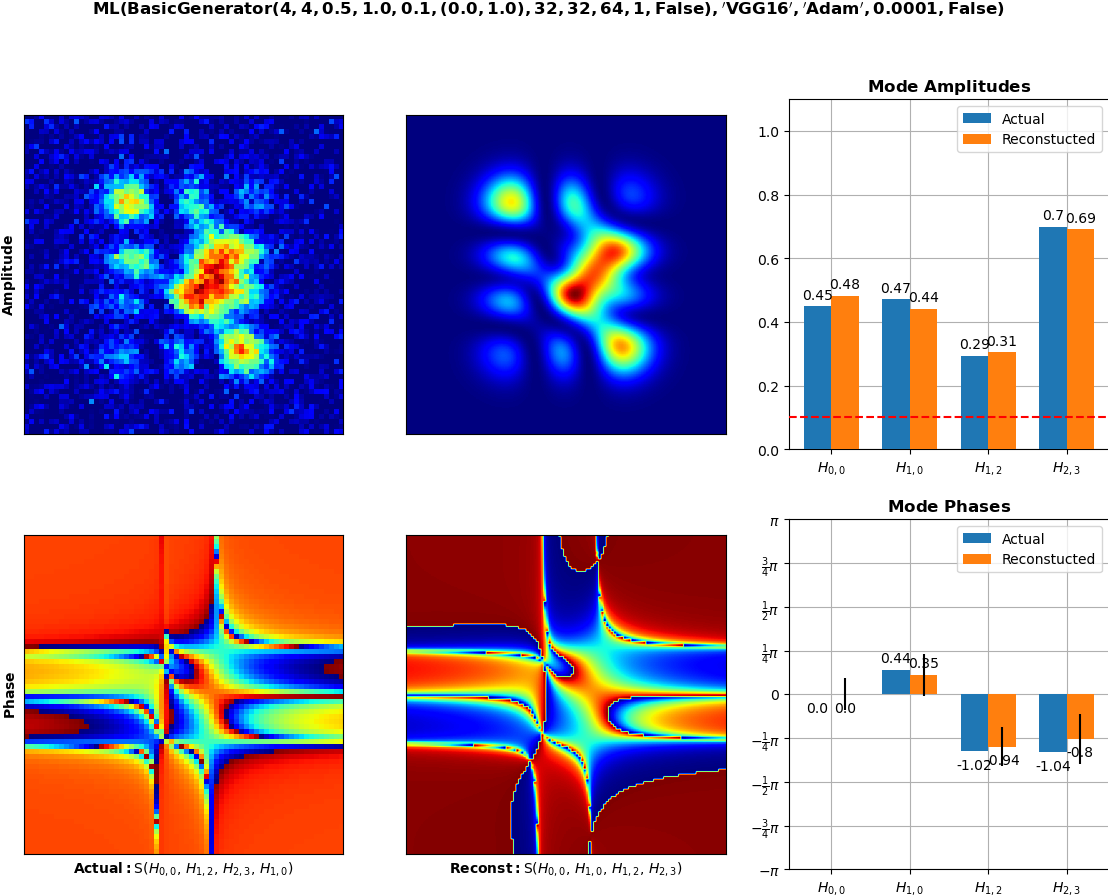 ML(BasicGenerator(4, 4, 0.5, 1.0, 0.1, (0.0, 1.0), 32, 32, 64, 1, False), ′VGG16′, ′Adam′, 0.0001, False)
Amplitude
Mode Amplitudes
Actual
Reconstucted
1.0
0.8
0.6
0.4
0.2
0.0
0.45
0.48
0.47
0.44
0.29
0.31
0.7
0.69
H₀,₀
H₁,₀
H₁,₂
H₂,₃
Phase
Actual: S(H₀,₀, H₁,₂, H₂,₃, H₁,₀)
Reconst: S(H₀,₀, H₁,₀, H₁,₂, H₂,₃)
Mode Phases
Actual
Reconstucted
π
3/4 π
1/2 π
1/4 π
0
−1/4 π
−1/2 π
−3/4 π
−π
0.0
0.0
0.44
0.35
-1.02
-0.94
-1.04
-0.8
H₀,₀
H₁,₀
H₁,₂
H₂,₃